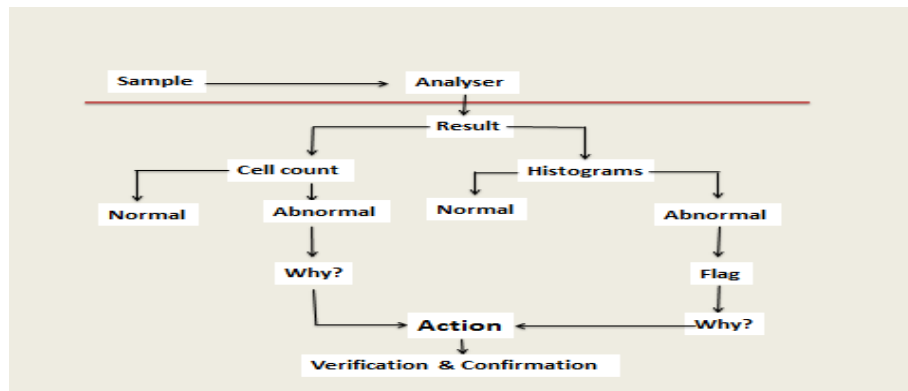 Sample
Analyser
Result
Cell count
Histograms
Normal
Abnormal
Normal
Abnormal
Why?
Flag
Action
Why?
Verification & Confirmation